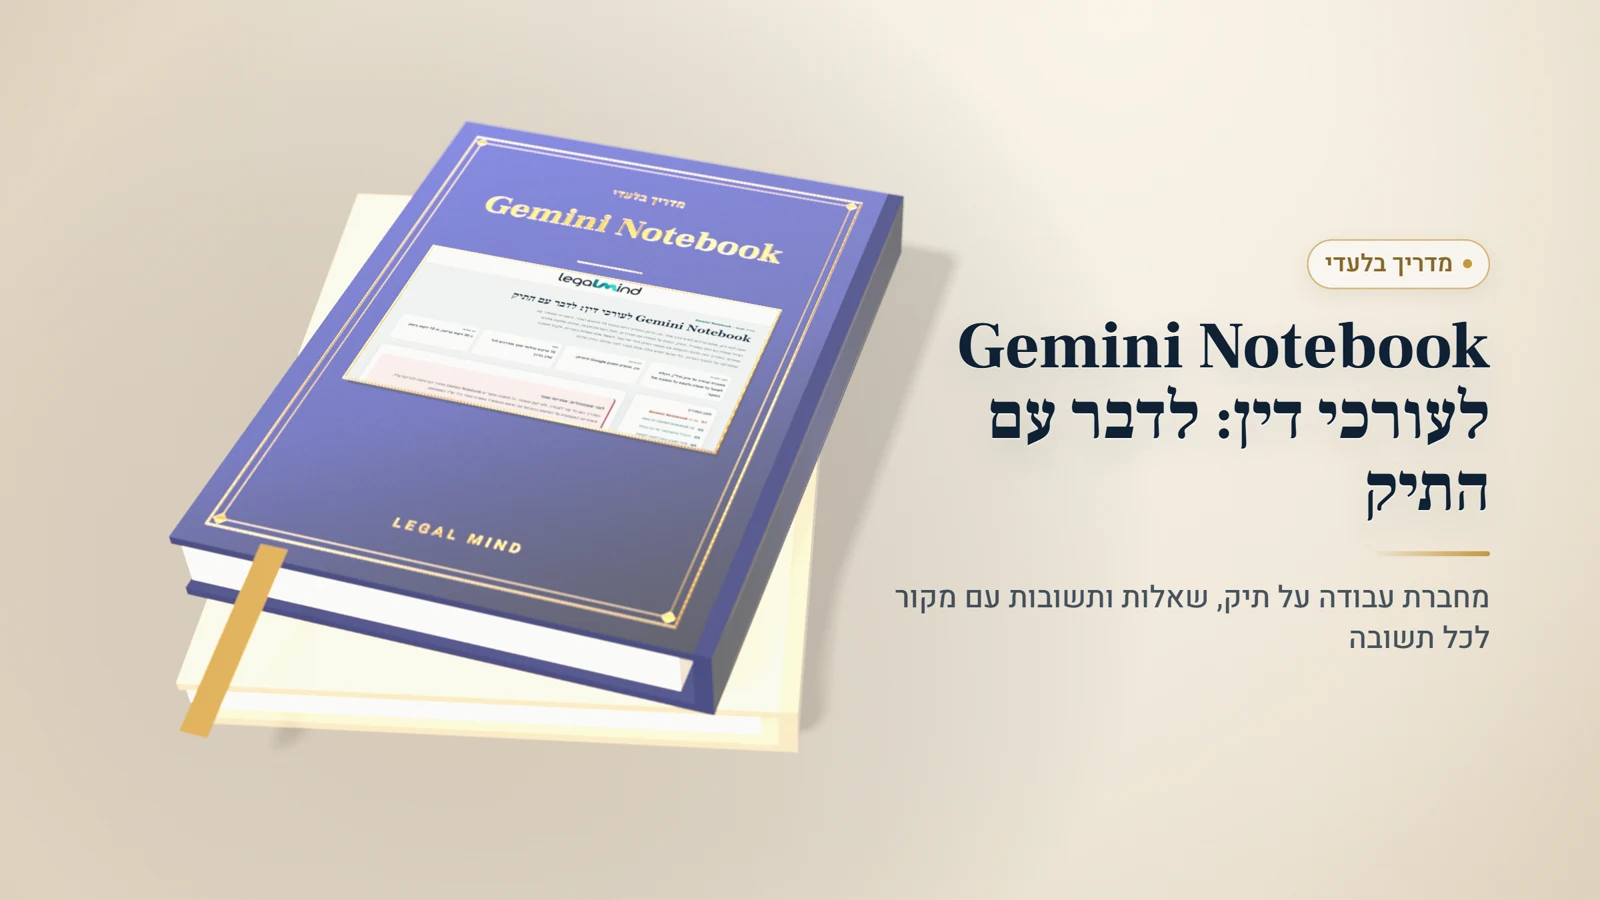 מדריך בלעדי
Gemini Notebook
לעורכי דין: לדבר עם
התיק
מחברת עבודה על תיק, שאלות ותשובות עם מקור
לכל תשובה
מדריך בלעדי
Gemini Notebook
legalmind
Gemini Notebook לעורכי דין: לדבר עם התיק
LEGAL MIND